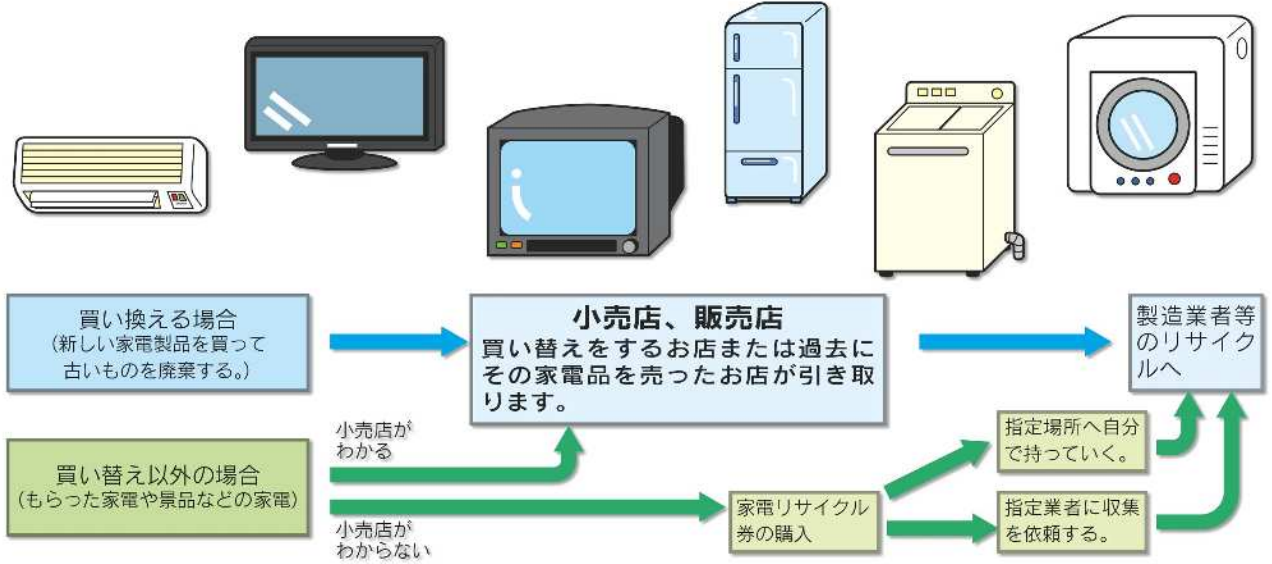 買い換える場合
(新しい家電製品を買って
古いものを廃棄する。)
小売店、販売店
買い替えをするお店または過去に
その家電品を売ったお店が引き取
ります。
製造業者等
のリサイク
ルへ
買い替え以外の場合
(もらった家電や景品などの家電)
小売店が
わかる
小売店が
わからない
家電リサイクル
券の購入
指定場所へ自分
で持っていく。
指定業者に収集
を依頼する。